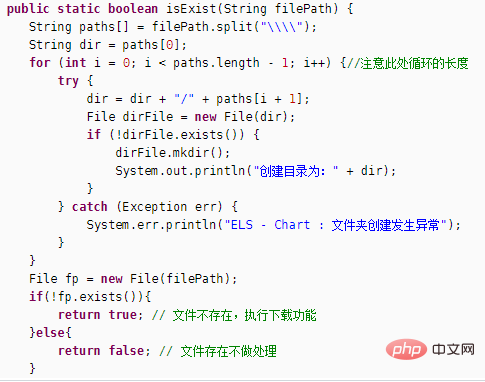 public static boolean isExist(String filePath) {
    String paths[] = filePath.split("\\\\");
    String dir = paths[0];
    for (int i = 0; i < paths.length - 1; i++) {//注意此处循环的长度
        try {
            dir = dir + "/" + paths[i + 1];
            File dirFile = new File(dir);
            if (!dirFile.exists()) {
                dirFile.mkdir();
                System.out.println("创建目录为：" + dir);
            }
        } catch (Exception err) {
            System.err.println("ELS - Chart : 文件夹创建发生异常");
        }
    }
    File fp = new File(filePath);
    if(!fp.exists()){
        return true; // 文件不存在，执行下载功能
    }else{
        return false; // 文件存在不做处理
    }
php 中文网